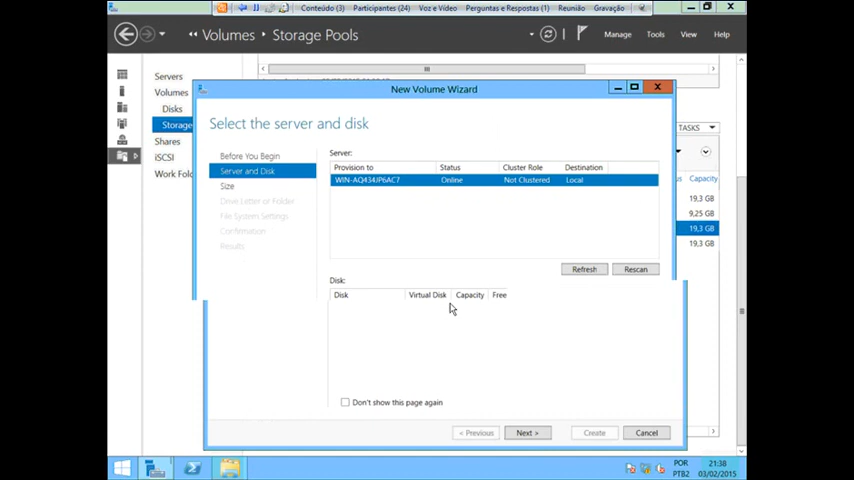 Conteúdo (3) Participantes (24) Voz e Vídeo Perguntas e Respostas (1) Reunião Gravação
Volumes Storage Pools
Manage Tools View Help
Servers
Volumes
Disks
Storage
Shares
iSCSI
Work Fol
TASKS
Capacity
19,3 GB
9,25 GB
19,3 GB
19,3 GB
New Volume Wizard
Select the server and disk
Before You Begin
Server and Disk
Size
Drive Letter or Folder
File System Settings
Confirmation
Results
Server:
Provision to Status Cluster Role Destination
WIN-AQ434JP6AC7 Online Not Clustered Local
Refresh Rescan
Disk:
Disk Virtual Disk Capacity Free
Don't show this page again
< Previous Next > Create Cancel
POR
PTB2
21:38
03/02/2015